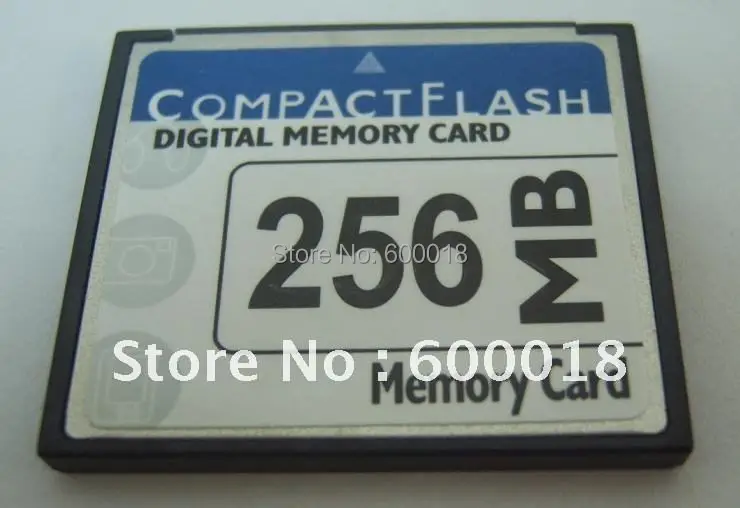 COMPACTFLASH
DIGITAL MEMORY CARD
256 MB
Store No: 600018
Store No : 600018
Memory Card